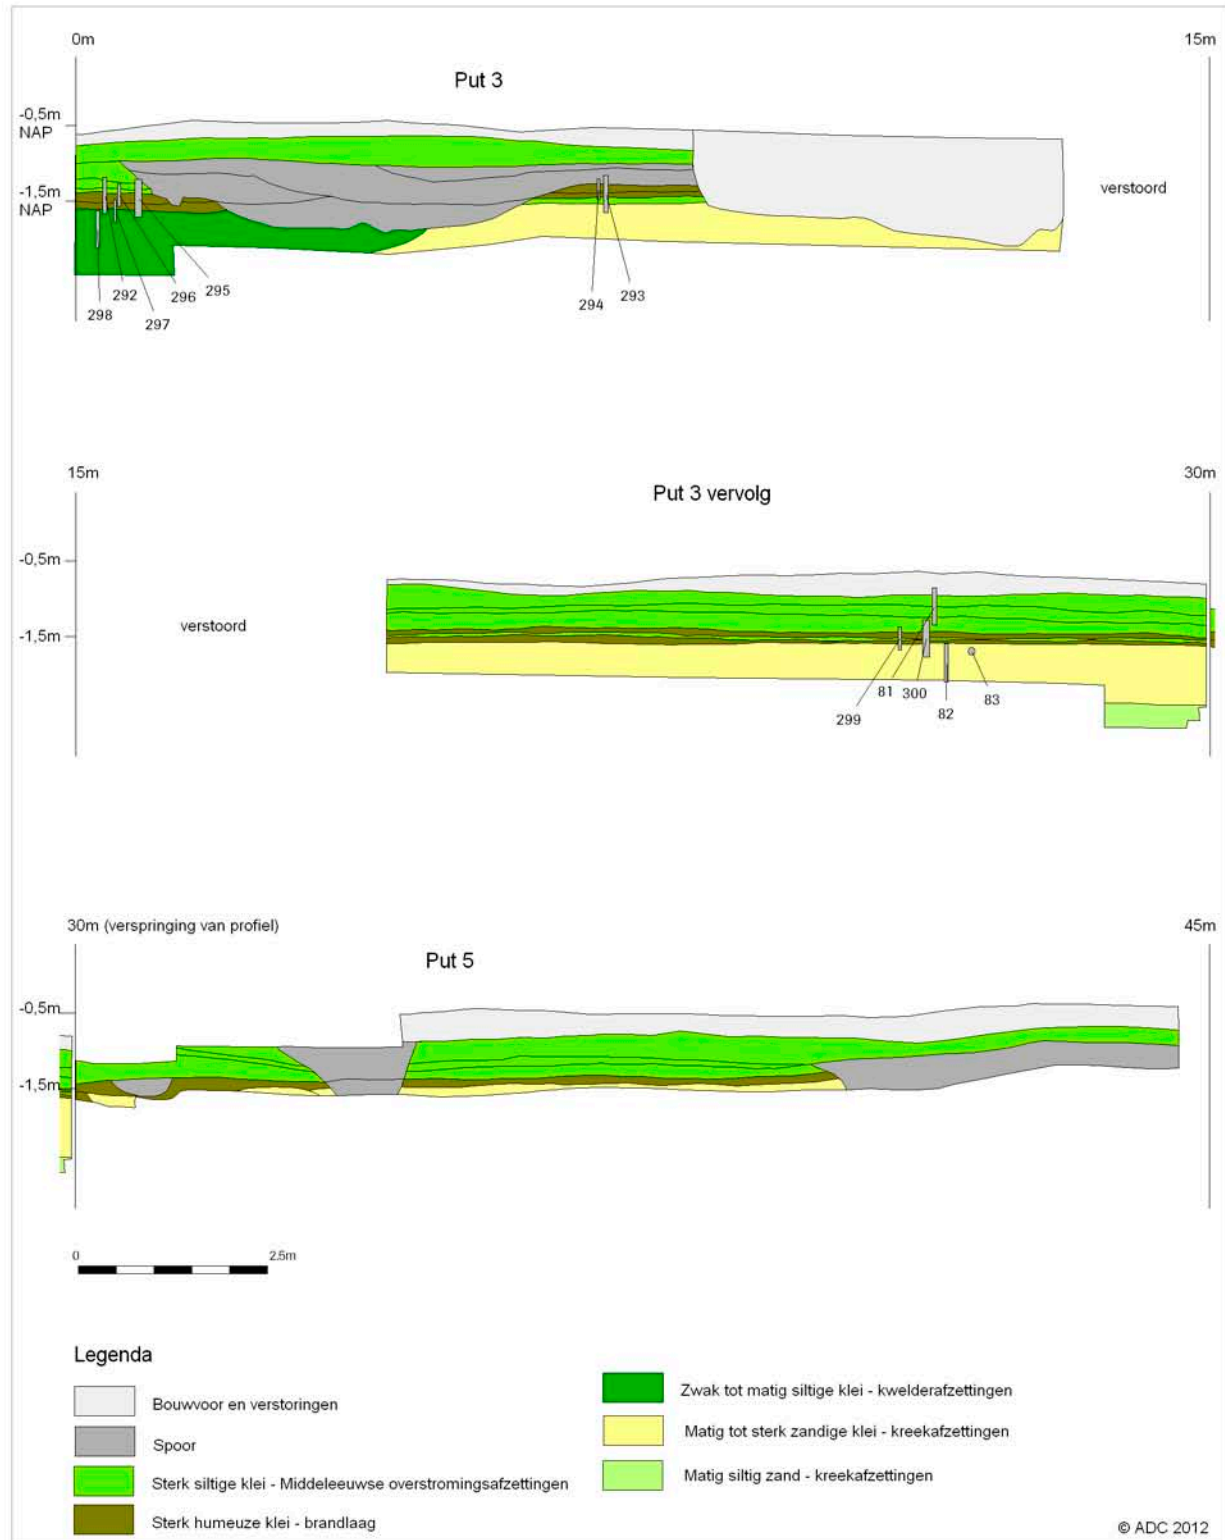 0m
15m
Put 3
-0,5m
NAP
-1,5m
NAP
verstoord
298
292
297
296
295
294
293
15m
30m
Put 3 vervolg
-0,5m
-1,5m
verstoord
299
81
300
82
83
30m (verspringing van profiel)
45m
Put 5
-0,5m
-1,5m
0
2.5m
Legenda
Bouwvoor en verstoringen
Spoor
Sterk siltige klei - Middeleeuwse overstromingsafzettingen
Sterk humeuze klei - brandlaag
Zwak tot matig siltige klei - kwelderafzettingen
Matig tot sterk zandige klei - kreekafzettingen
Matig siltig zand - kreekafzettingen
© ADC 2012